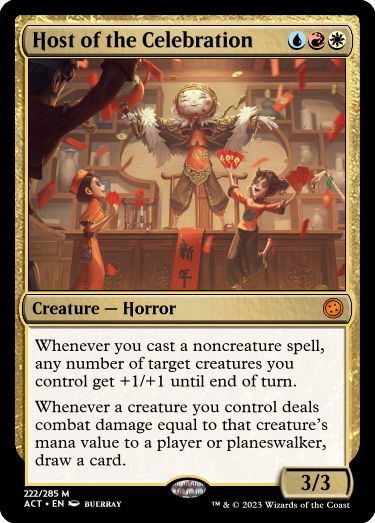 Host of the Celebration
新年
Creature — Horror
Whenever you cast a noncreature spell,
any number of target creatures you
control get +1/+1 until end of turn.
Whenever a creature you control deals
combat damage equal to that creature's
mana value to a player or planeswalker,
draw a card.
3/3
222/285 M
ACT • EN BUERRAY
™ & © 2023 Wizards of the Coast